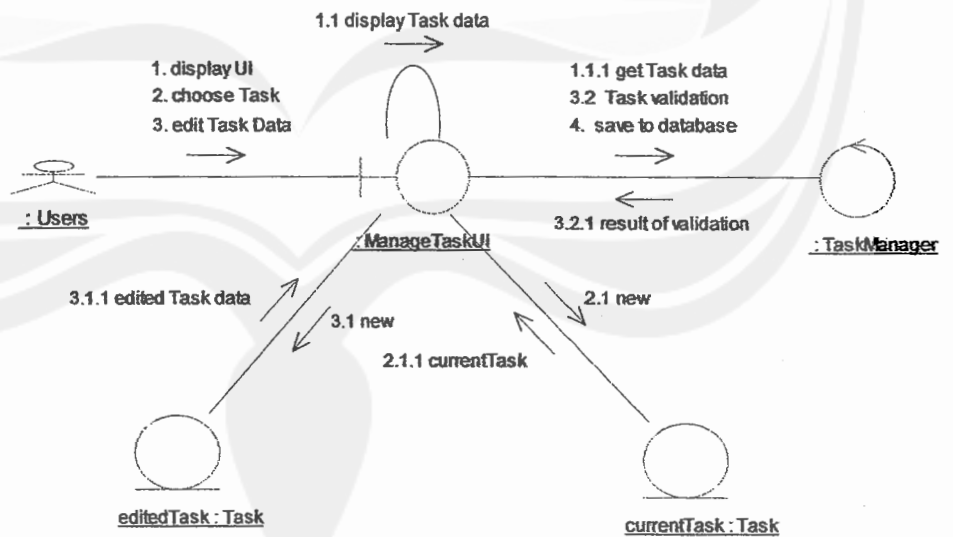 1.1 display Task data
1. display UI
2. choose Task
3. edit Task Data
1.1.1 get Task data
3.2 Task validation
4. save to database
: Users
: ManageTaskUI
3.2.1 result of validation
: TaskManager
3.1.1 edited Task data
3.1 new
2.1 new
2.1.1 currentTask
editedTask : Task
currentTask : Task